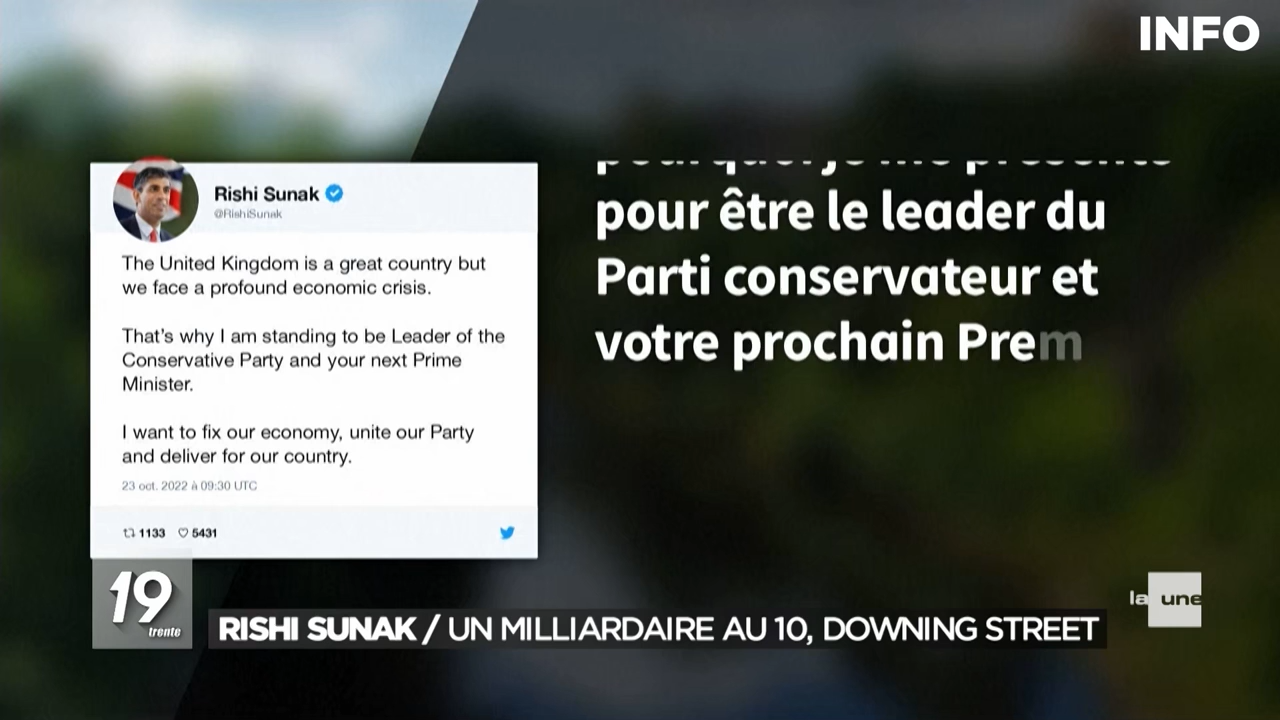 INFO
Rishi Sunak
@RishiSunak
The United Kingdom is a great country but
we face a profound economic crisis.
That's why I am standing to be Leader of the
Conservative Party and your next Prime
Minister.
I want to fix our economy, unite our Party
and deliver for our country.
23 oct. 2022 à 09:30 UTC
1133 5431
pour être le leader du
Parti conservateur et
votre prochain Prem
19
trente
la une
RISHI SUNAK / UN MILLIARDAIRE AU 10, DOWNING STREET